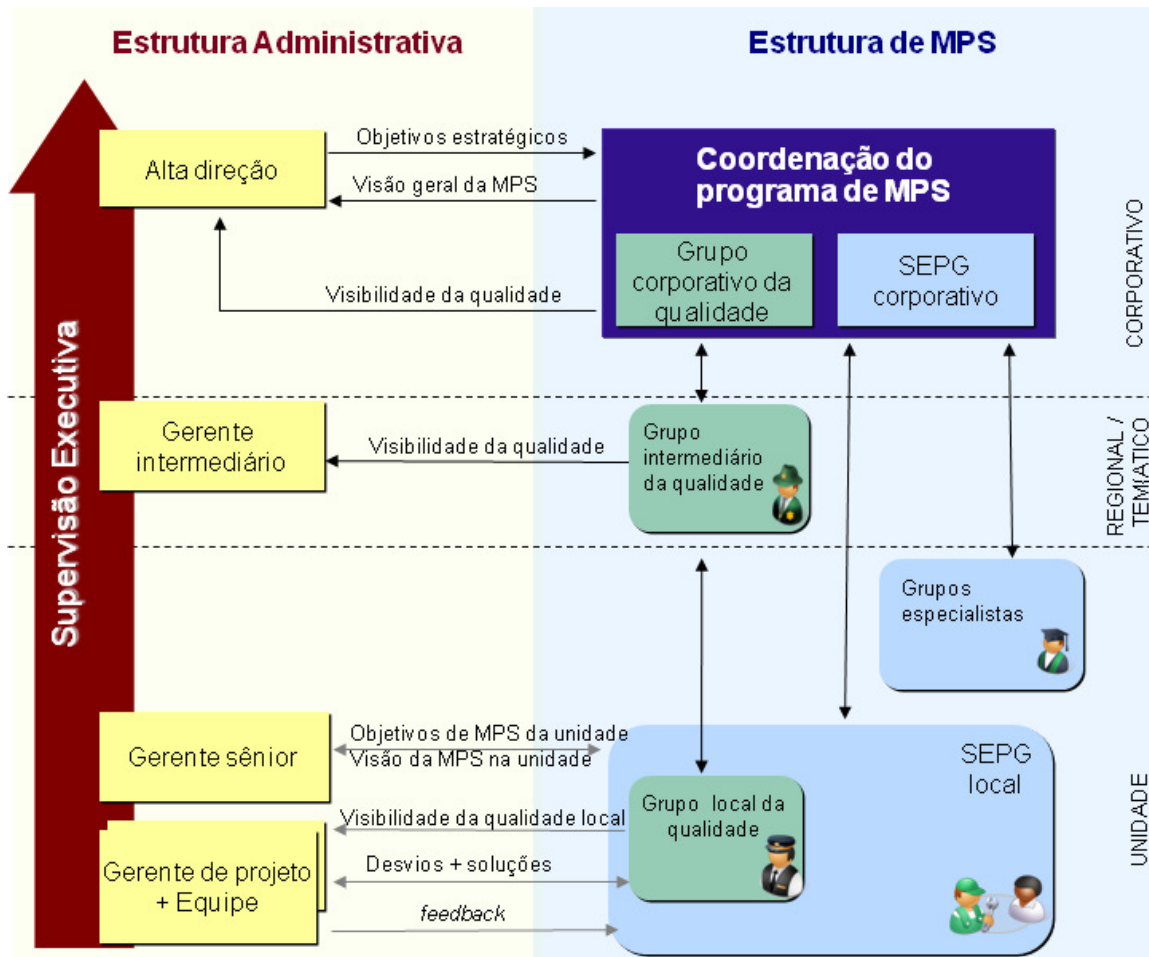 Estrutura Administrativa
Estrutura de MPS
Supervisão Executiva
Alta direção
Objetivos estratégicos
Visão geral da MPS
Visibilidade da qualidade
Coordenação do
programa de MPS
Grupo
corporativo da
qualidade
SEPG
corporativo
CORPORATIVO
Gerente
intermediário
Visibilidade da qualidade
Grupo
intermediário
da qualidade
REGIONAL /
TEM(ATICO
Grupos
especialistas
Gerente sênior
Objetivos de MPS da unidade
Visão da MPS na unidade
SEPG
local
Visibilidade da qualidade local
Grupo local da
qualidade
Gerente de projeto
+ Equipe
Desvios + soluções
feedback
UNIDADE